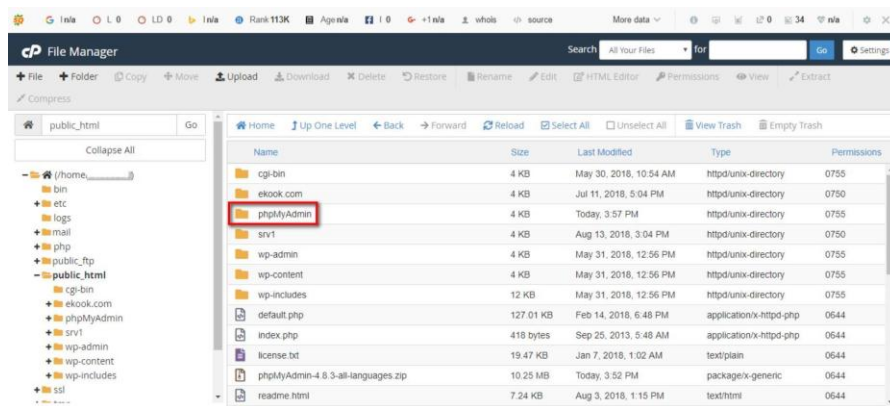 G I n/a O L 0 O LD 0 I n/a Rank 113K Age n/a I 0 +1 n/a whois source More data 0 34 n/a
cP File Manager Search All Your Files for Go Settings
+ File + Folder Copy Move Upload Download Delete Restore Rename Edit HTML Editor Permissions View Extract
Compress
public_html Go
Home Up One Level Back Forward Reload Select All Unselect All View Trash Empty Trash
Collapse All
(/home
bin
etc
logs
mail
php
public_ftp
public_html
cgi-bin
ekook.com
phpMyAdmin
srv1
wp-admin
wp-content
wp-includes
ssl
Name Size Last Modified Type Permissions
cgi-bin 4 KB May 30, 2018, 10:54 AM httpd/unix-directory 0755
ekook.com 4 KB Jul 11, 2018, 5:04 PM httpd/unix-directory 0750
phpMyAdmin 4 KB Today, 3:57 PM httpd/unix-directory 0755
srv1 4 KB Aug 13, 2018, 3:04 PM httpd/unix-directory 0750
wp-admin 4 KB May 31, 2018, 12:56 PM httpd/unix-directory 0755
wp-content 4 KB May 31, 2018, 12:56 PM httpd/unix-directory 0755
wp-includes 12 KB May 31, 2018, 12:56 PM httpd/unix-directory 0755
default.php 127.01 KB Feb 14, 2018, 6:48 PM application/x-httpd-php 0644
index.php 418 bytes Sep 25, 2013, 5:48 AM application/x-httpd-php 0644
license.txt 19.47 KB Jan 7, 2018, 1:02 AM text/plain 0644
phpMyAdmin-4.8.3-all-languages.zip 10.25 MB Today, 3:52 PM package/x-generic 0644
readme.html 7.24 KB Aug 3, 2018, 1:15 PM text/html 0644